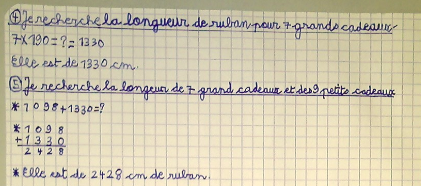 ④ Je recherche la longueur de ruban pour 7 grands cadeaux
7×190=?=1330
Elle est de 1330 cm.
⑤ Je recherche la longeur de 7 grand cadeaux et des 9 petits cadeaux
* 1098+1330=?
* 1098
+1330
2428
* Elle est de 2428 cm de ruban.